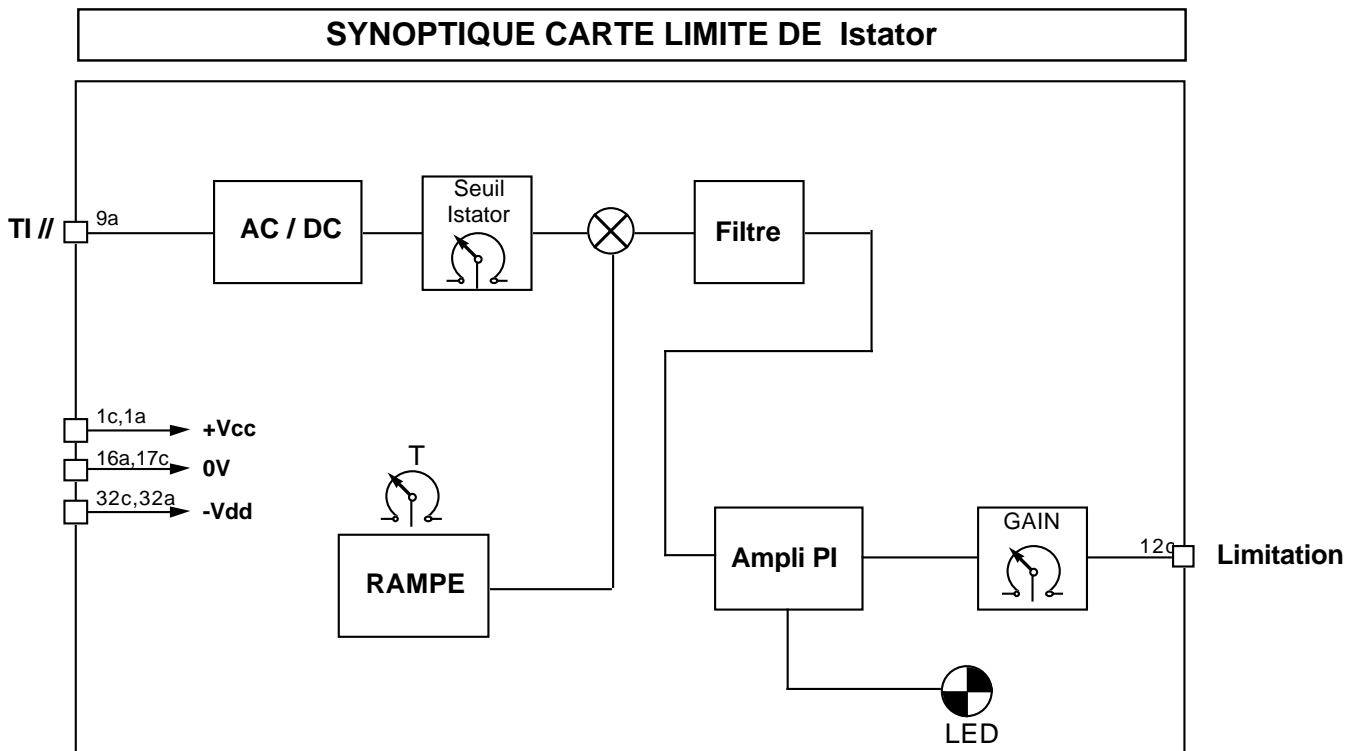 SYNOPTIQUE CARTE LIMITE DE Istator
TI //
9a
AC / DC
Seuil
Istator
Filtre
1c,1a
+Vcc
16a,17c
0V
32c,32a
-Vdd
T
RAMPE
Ampli PI
GAIN
12c
Limitation
LED